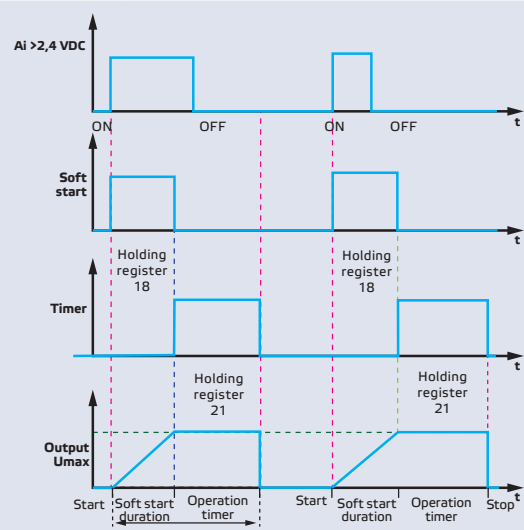 Ai >2,4 VDC
t
ON
OFF
ON
OFF
Soft
start
t
Holding
register
18
Holding
register
18
Timer
t
Holding
register
21
Holding
register
21
Output
Umax
t
Start
Soft start
duration
Operation
timer
Start
Soft start
duration
Operation
timer
Stop